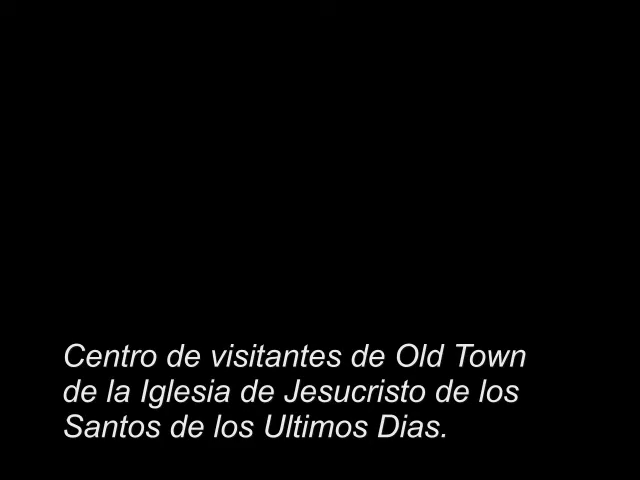 Centro de visitantes de Old Town
de la Iglesia de Jesucristo de los
Santos de los Ultimos Dias.